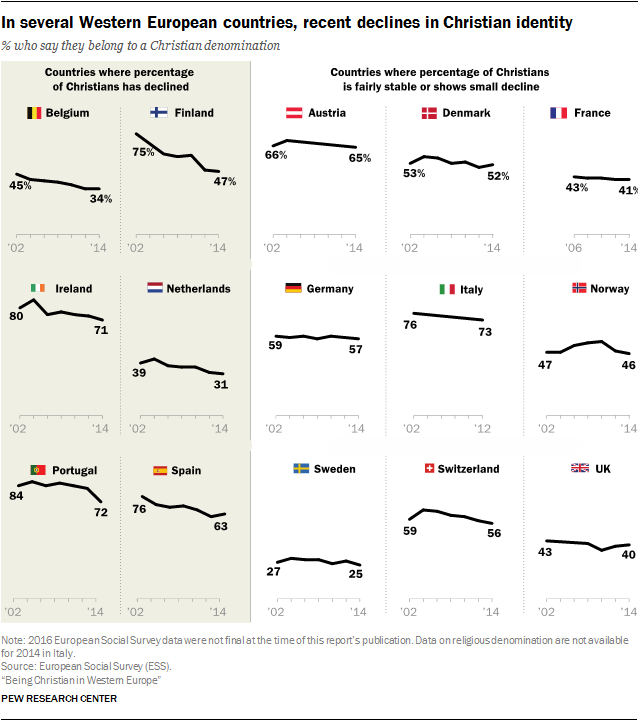 In several Western European countries, recent declines in Christian identity
% who say they belong to a Christian denomination
Countries where percentage
of Christians has declined
Countries where percentage of Christians
is fairly stable or shows small decline
Belgium
45%
34%
'02
'14
Finland
75%
47%
'02
'14
Austria
66%
65%
'02
'14
Denmark
53%
52%
'02
'14
France
43%
41%
'06
'14
Ireland
80
71
'02
'14
Netherlands
39
31
'02
'14
Germany
59
57
'02
'14
Italy
76
73
'02
'12
Norway
47
46
'02
'14
Portugal
84
72
'02
'14
Spain
76
63
'02
'14
Sweden
27
25
'02
'14
Switzerland
59
56
'02
'14
UK
43
40
'02
'14
Note: 2016 European Social Survey data were not final at the time of this report's publication. Data on religious denomination are not available
for 2014 in Italy.
Source: European Social Survey (ESS).
“Being Christian in Western Europe”
PEW RESEARCH CENTER